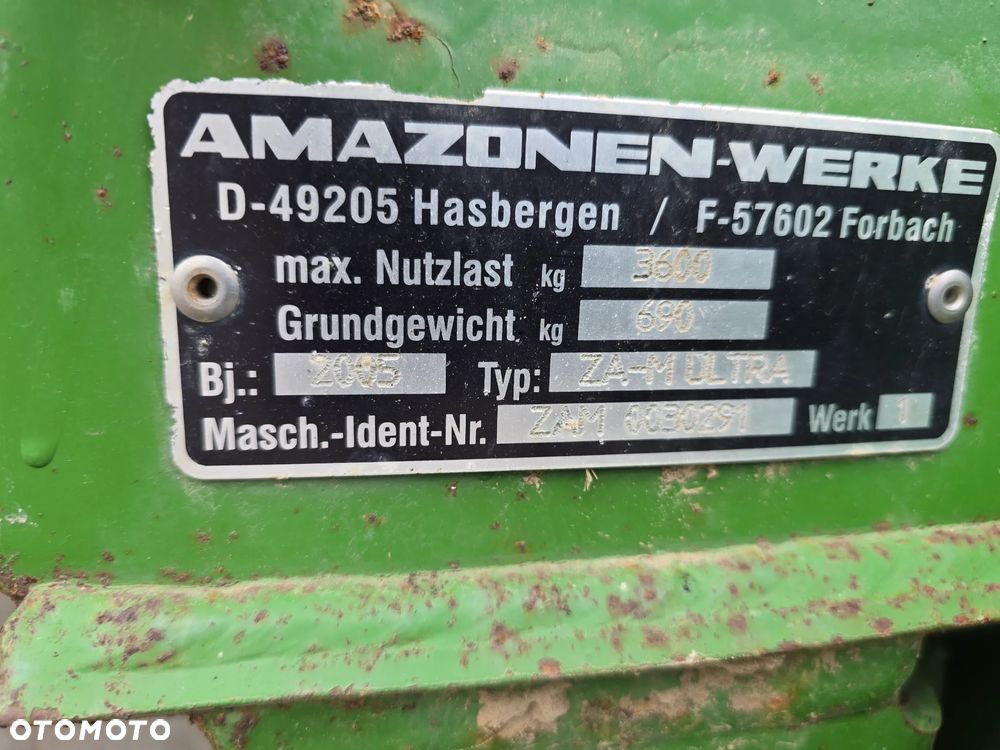 AMAZONEN-WERKE
D-49205 Hasbergen / F-57602 Forbach
max. Nutzlast kg 3600
Grundgewicht kg 690
Bj.: 2005 Typ: ZA-M ULTRA
Masch.-Ident-Nr. ZAM 0030291 Werk 1
OTOMOTO